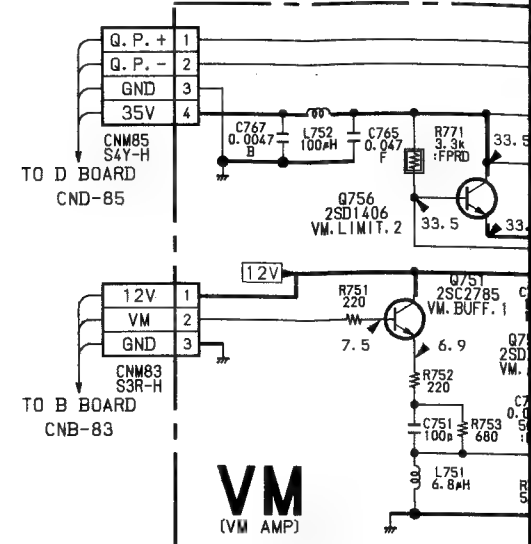 Q. P. + 1
Q. P. - 2
GND 3
35V 4
CNM85
S4Y-H
TO D BOARD
CND-85
C767
0.0047
B
L752
100μH
C765
0.047
F
R771
3.3k
:FPRD
33.5
Q756
2SD1406
VM.LIMIT.2
33.5
33.
12V
12V 1
VM 2
GND 3
CNM83
S3R-H
TO B BOARD
CNB-83
R751
220
7.5
Q751
2SC2785
VM.BUFF.1
6.9
R752
220
C751
100p
R753
680
L751
6.8μH
2SD
VM.
VM
(VM AMP)